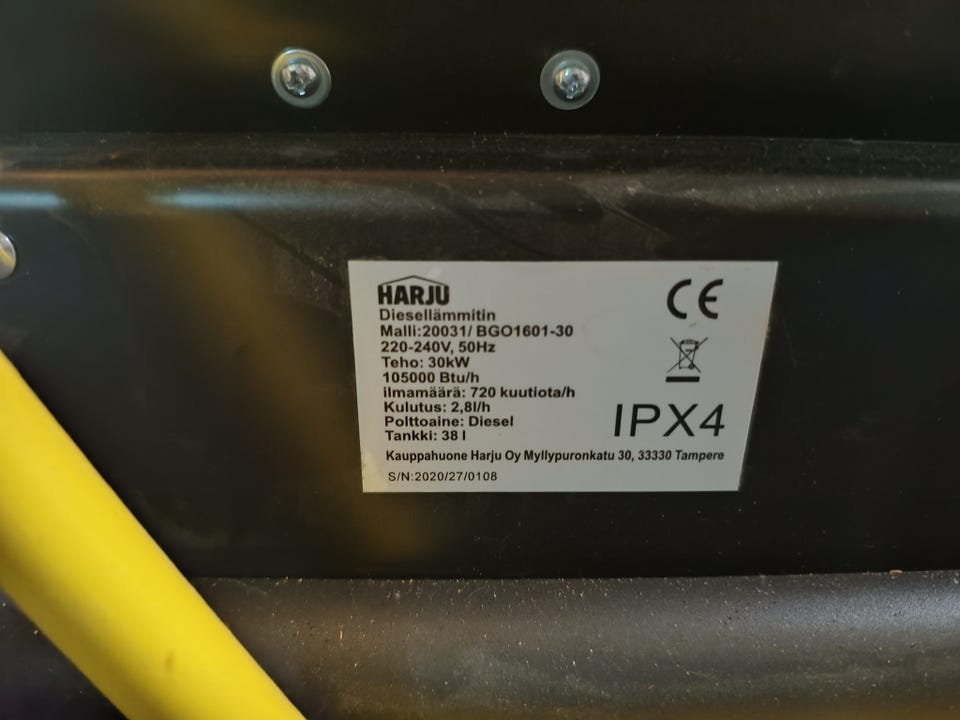 HARJU
Diesellämmitin
Malli:20031/ BGO1601-30
220-240V, 50Hz
Teho: 30kW
105000 Btu/h
ilmamäärä: 720 kuutiota/h
Kulutus: 2,8l/h
Polttoaine: Diesel
Tankki: 38 l
CE
IPX4
Kauppahuone Harju Oy Myllypuronkatu 30, 33330 Tampere
S/N:2020/27/0108